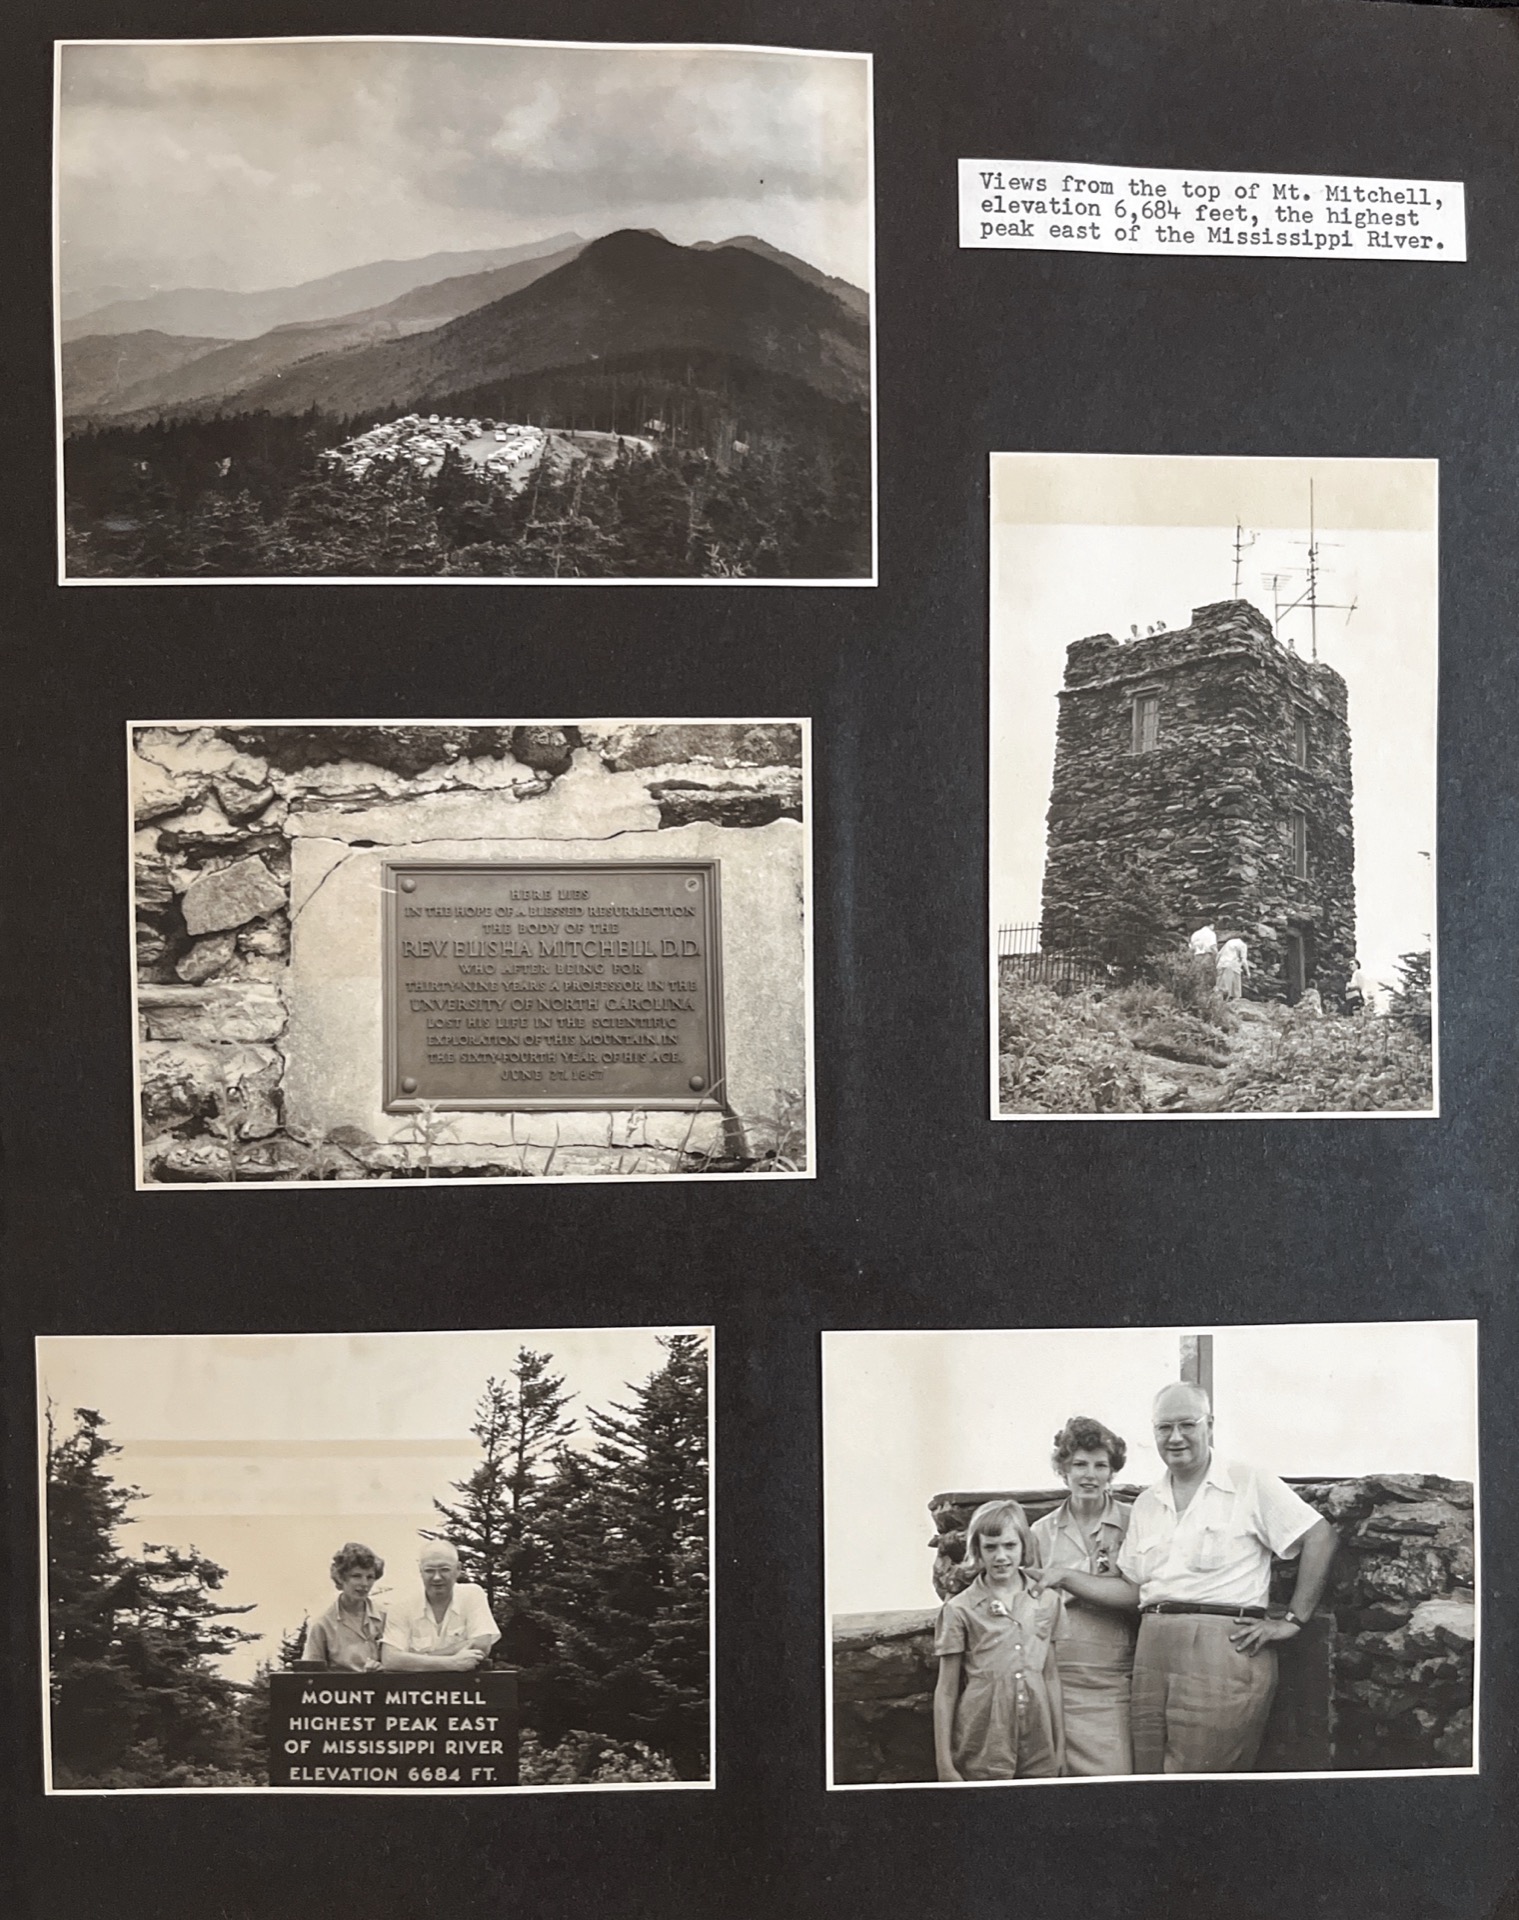 Views from the top of Mt. Mitchell,
elevation 6,684 feet, the highest
peak east of the Mississippi River.
HERE LIES
IN THE HOPE OF A BLESSED RESURRECTION
THE BODY OF THE
REV. ELISHA MITCHELL, D.D.
WHO AFTER BEING FOR
THIRTY-NINE YEARS A PROFESSOR IN THE
UNVERSITY OF NORTH CAROLINA
LOST HIS LIFE IN THE SCIENTIFIC
EXPLORATION OF THIS MOUNTAIN, IN
THE SIXTY-FOURTH YEAR OF HIS AGE.
JUNE 27, 1857
MOUNT MITCHELL
HIGHEST PEAK EAST
OF MISSISSIPPI RIVER
ELEVATION 6684 FT.